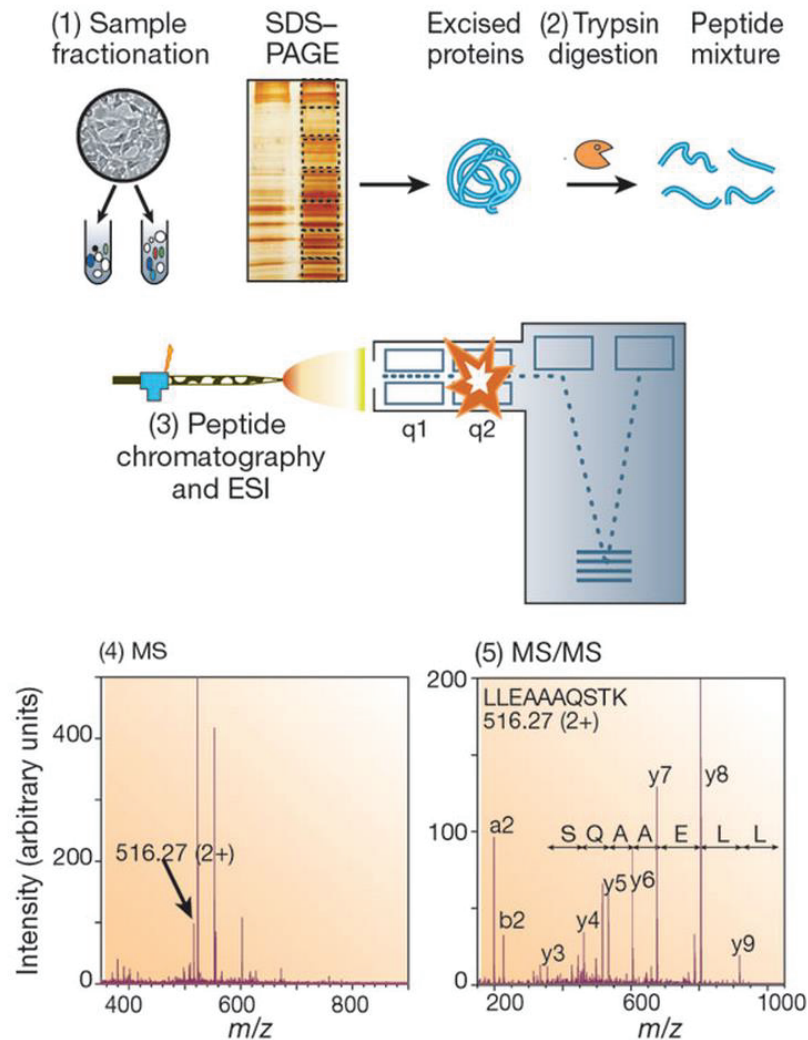 (1) Sample
fractionation
SDS–
PAGE
Excised
proteins
(2) Trypsin
digestion
Peptide
mixture
(3) Peptide
chromatography
and ESI
q1
q2
(4) MS
Intensity (arbitrary units)
400
200
0
516.27 (2+)
400
600
800
m/z
(5) MS/MS
200
100
0
LLEAAAQSTK
516.27 (2+)
a2
b2
y3
y4
y5
y6
y7
y8
y9
S Q A A E L L
200
600
1000
m/z